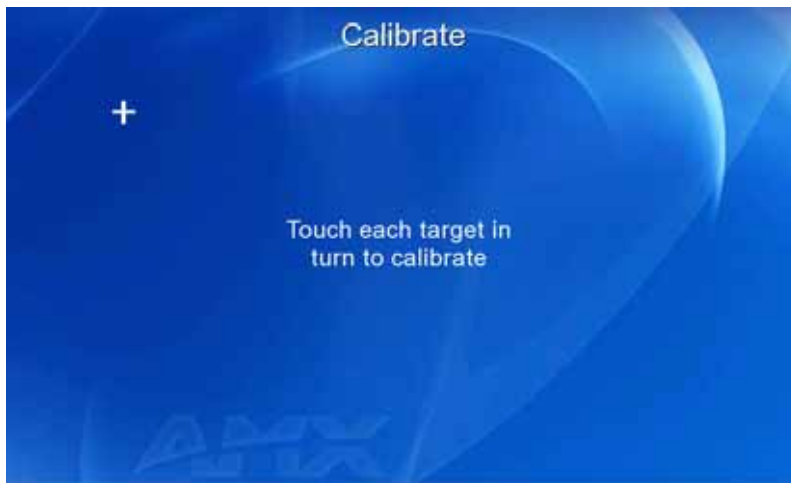 Calibrate
Touch each target in
turn to calibrate
AMX